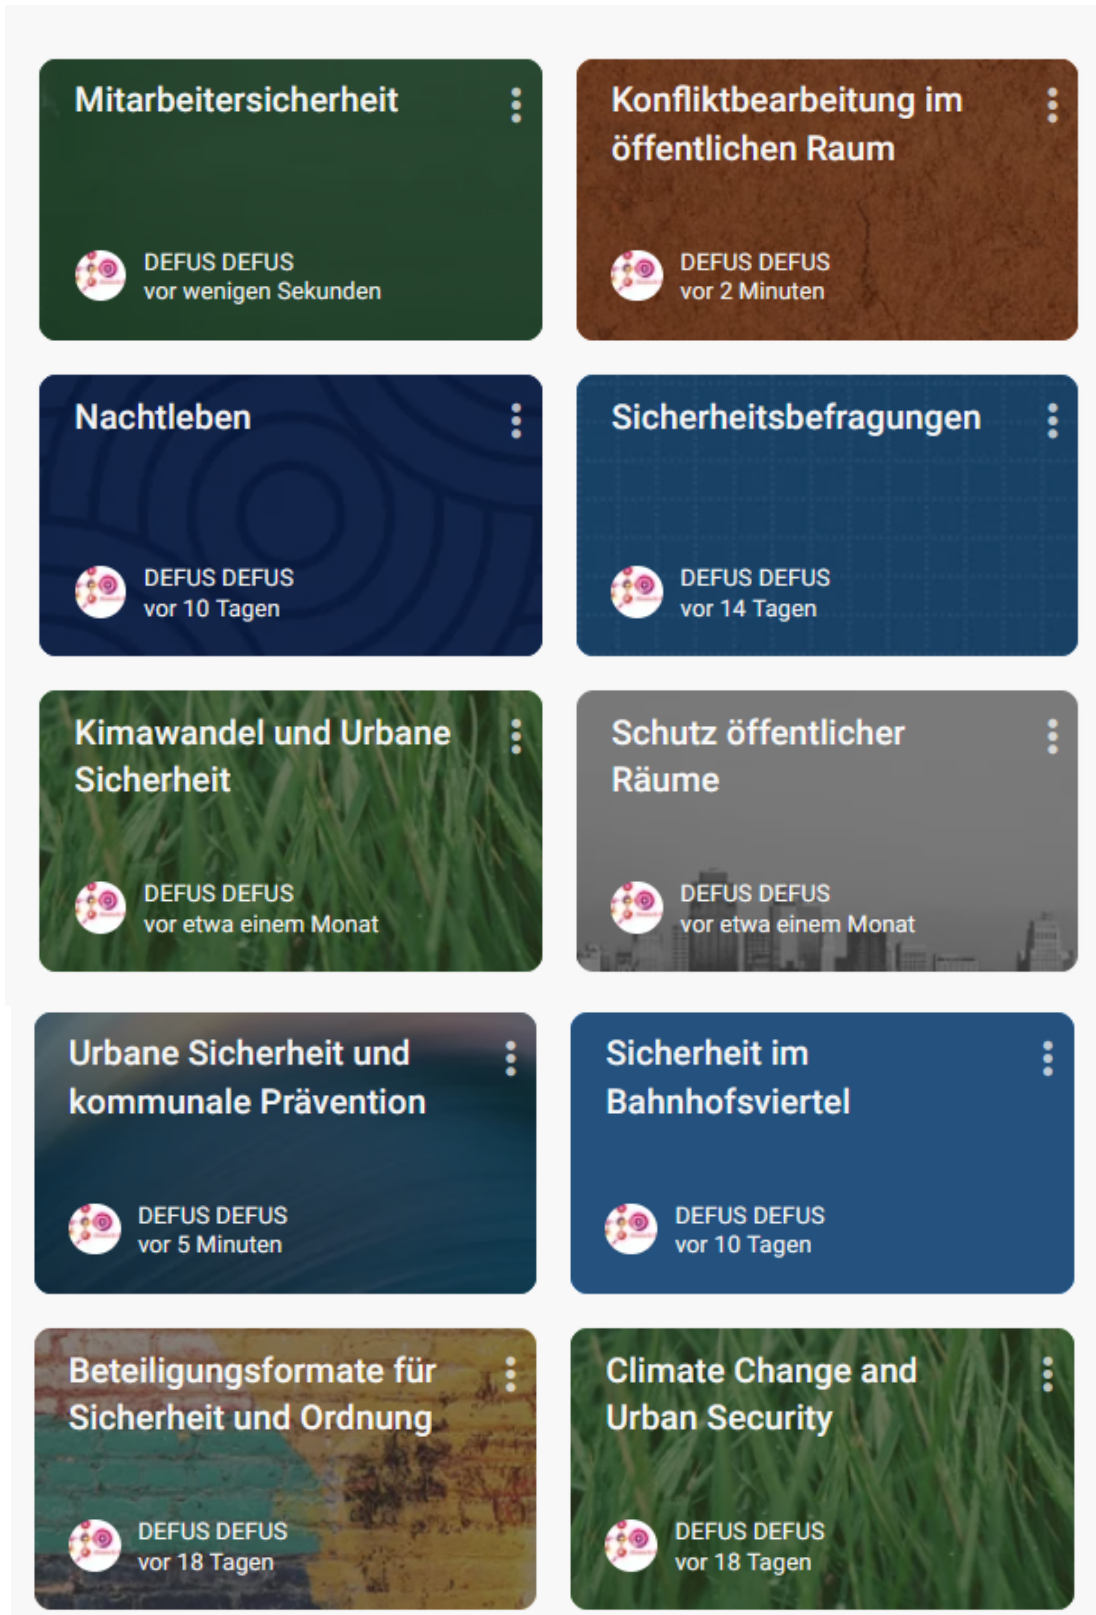 Mitarbeitersicherheit
DEFUS DEFUS
vor wenigen Sekunden
Konfliktbearbeitung im
öffentlichen Raum
DEFUS DEFUS
vor 2 Minuten
Nachtleben
DEFUS DEFUS
vor 10 Tagen
Sicherheitsbefragungen
DEFUS DEFUS
vor 14 Tagen
Kimawandel und Urbane
Sicherheit
DEFUS DEFUS
vor etwa einem Monat
Schutz öffentlicher
Räume
DEFUS DEFUS
vor etwa einem Monat
Urbane Sicherheit und
kommunale Prävention
DEFUS DEFUS
vor 5 Minuten
Sicherheit im
Bahnhofsviertel
DEFUS DEFUS
vor 10 Tagen
Beteiligungsformate für
Sicherheit und Ordnung
DEFUS DEFUS
vor 18 Tagen
Climate Change and
Urban Security
DEFUS DEFUS
vor 18 Tagen